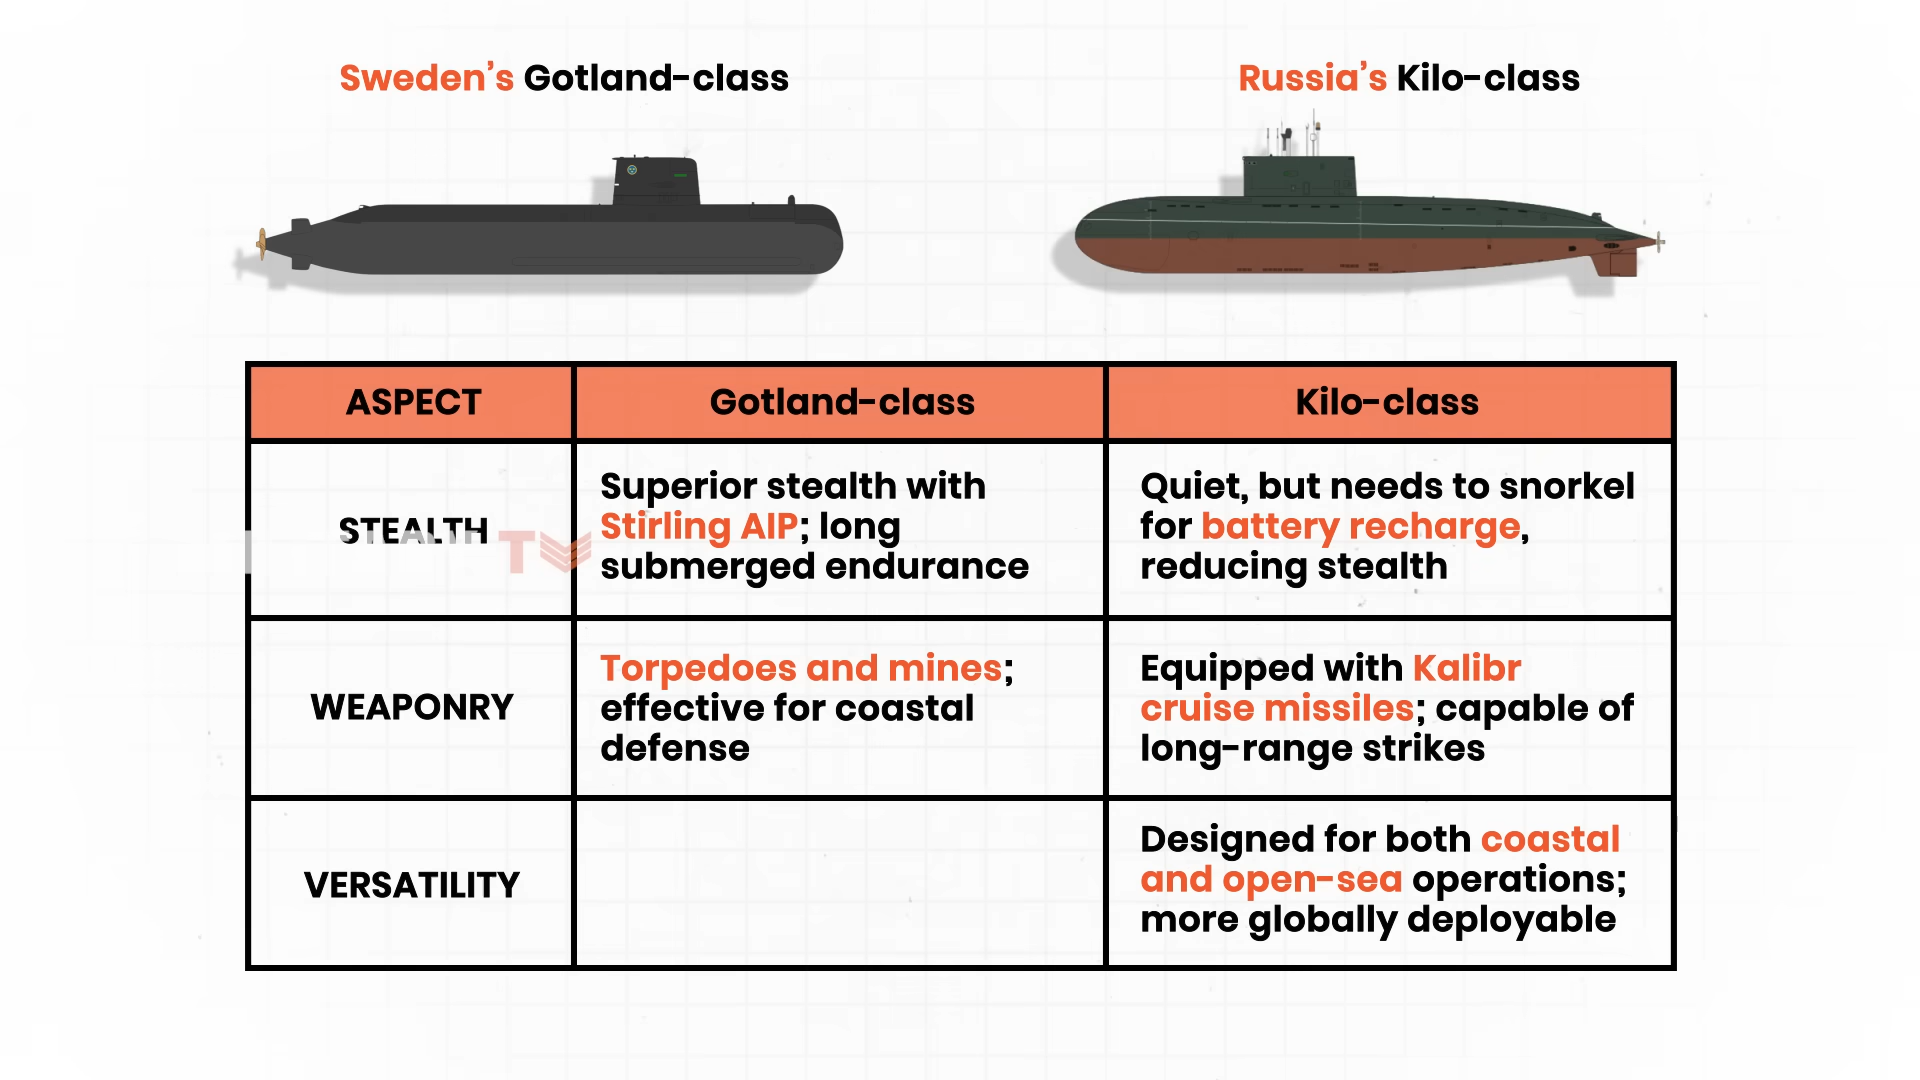 Sweden's Gotland-class
Russia's Kilo-class
ASPECT
Gotland-class
Kilo-class
STEALTH
Superior stealth with
Stirling AIP; long
submerged endurance
Quiet, but needs to snorkel
for battery recharge,
reducing stealth
TV
WEAPONRY
Torpedoes and mines;
effective for coastal
defense
Equipped with Kalibr
cruise missiles; capable of
long-range strikes
VERSATILITY
Designed for both coastal
and open-sea operations;
more globally deployable